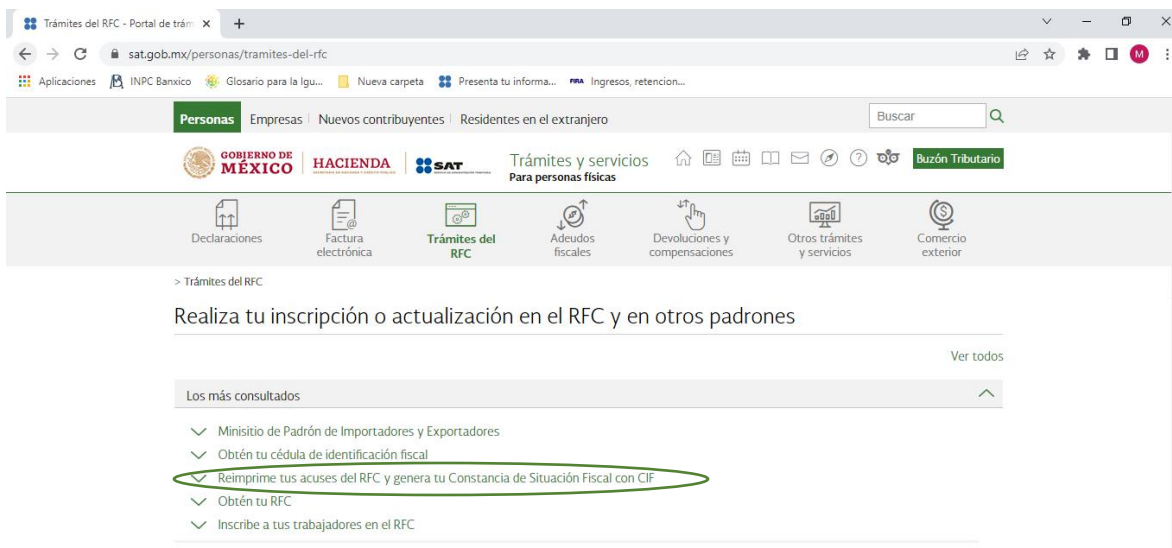 Trámites del RFC - Portal de trám
sat.gob.mx/personas/tramites-del-rfc
M
Aplicaciones INPC Banxico Glosario para la Igu... Nueva carpeta Presenta tu informa... FIRA Ingresos, retencion...
Personas Empresas Nuevos contribuyentes Residentes en el extranjero Buscar
GOBIERNO DE MÉXICO HACIENDA SAT Trámites y servicios Buzón Tributario
Para personas físicas
Declaraciones
Factura electrónica
Trámites del RFC
Adeudos fiscales
Devoluciones y compensaciones
Otros trámites y servicios
Comercio exterior
> Trámites del RFC
Realiza tu inscripción o actualización en el RFC y en otros padrones
Ver todos
Los más consultados
Minisitio de Padrón de Importadores y Exportadores
Obtén tu cédula de identificación fiscal
Reimprime tus acuses del RFC y genera tu Constancia de Situación Fiscal con CIF
Obtén tu RFC
Inscribe a tus trabajadores en el RFC